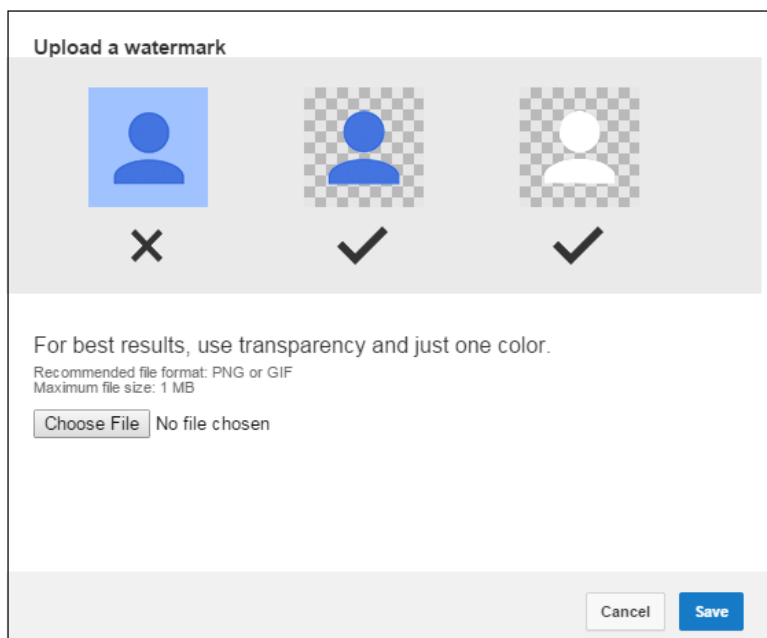 Upload a watermark
For best results, use transparency and just one color.
Recommended file format: PNG or GIF
Maximum file size: 1 MB
Choose File No file chosen
Cancel Save